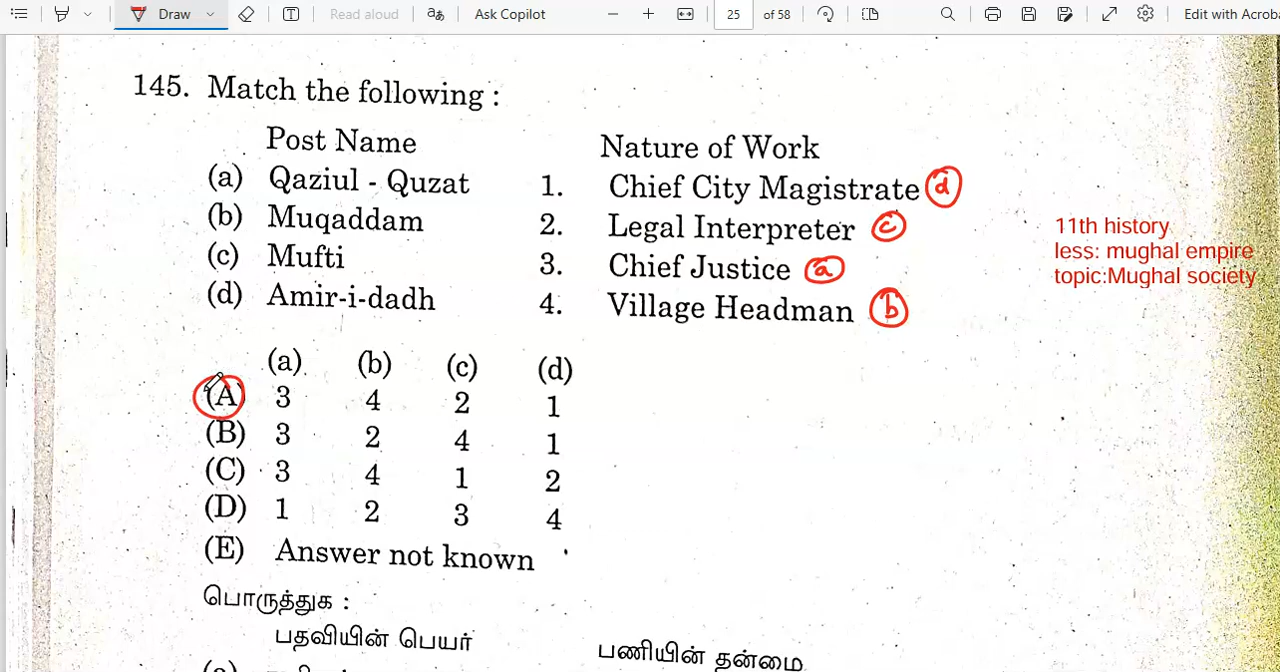 Draw
Read aloud
Ask Copilot
25 of 58
Edit with Acroba
145. Match the following :
Post Name Nature of Work
(a) Qaziul - Quzat 1. Chief City Magistrate d
(b) Muqaddam 2. Legal Interpreter c
(c) Mufti 3. Chief Justice a
(d) Amir-i-dadh 4. Village Headman b
11th history
less: mughal empire
topic:Mughal society
(a) (b) (c) (d)
(A) 3 4 2 1
(B) 3 2 4 1
(C) 3 4 1 2
(D) 1 2 3 4
(E) Answer not known
பொருத்துக :
பதவியின் பெயர் பணியின் தன்மை